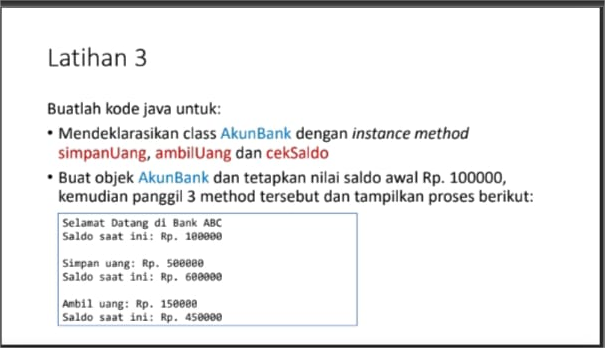 Latihan 3
Buatlah kode java untuk:
• Mendeklarasikan class AkunBank dengan instance method
simpanUang, ambilUang dan cekSaldo
• Buat objek AkunBank dan tetapkan nilai saldo awal Rp. 100000,
kemudian panggil 3 method tersebut dan tampilkan proses berikut:
Selamat Datang di Bank ABC
Saldo saat ini: Rp. 100000
Simpan uang: Rp. 500000
Saldo saat ini: Rp. 600000
Ambil uang: Rp. 150000
Saldo saat ini: Rp. 450000